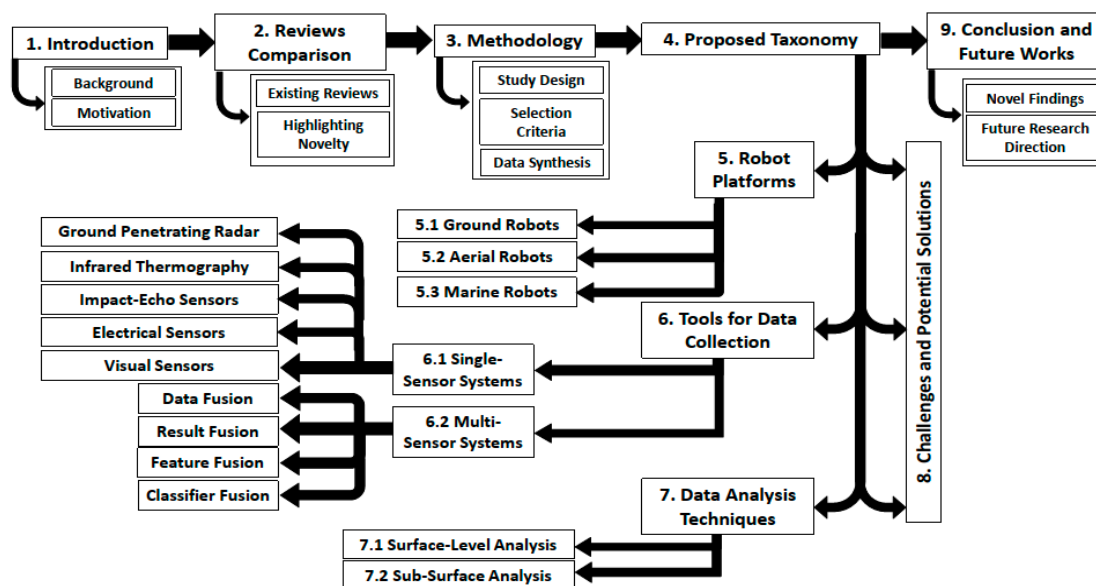 1. Introduction
Background
Motivation
2. Reviews
Comparison
Existing Reviews
Highlighting
Novelty
3. Methodology
Study Design
Selection
Criteria
Data Synthesis
4. Proposed Taxonomy
9. Conclusion and
Future Works
Novel Findings
Future Research
Direction
5. Robot
Platforms
5.1 Ground Robots
5.2 Aerial Robots
5.3 Marine Robots
6. Tools for Data
Collection
6.1 Single-
Sensor Systems
Ground Penetrating Radar
Infrared Thermography
Impact-Echo Sensors
Electrical Sensors
Visual Sensors
6.2 Multi-
Sensor Systems
Data Fusion
Result Fusion
Feature Fusion
Classifier Fusion
7. Data Analysis
Techniques
7.1 Surface-Level Analysis
7.2 Sub-Surface Analysis
8. Challenges and Potential Solutions